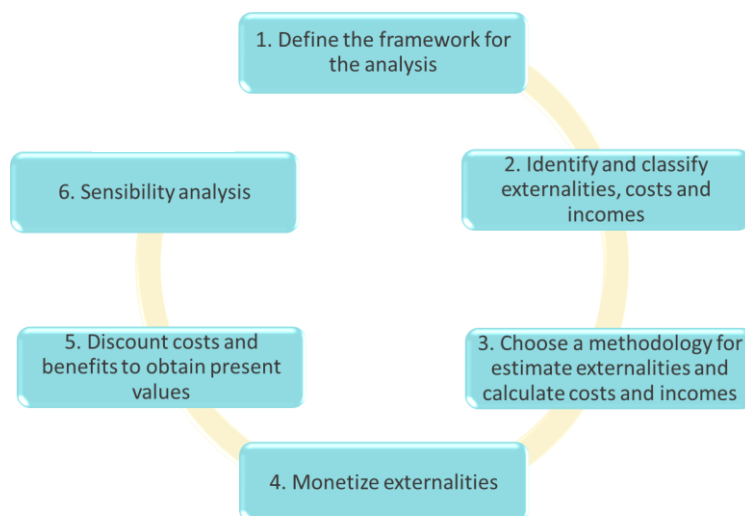 1. Define the framework for
the analysis
2. Identify and classify
externalities, costs and
incomes
3. Choose a methodology for
estimate externalities and
calculate costs and incomes
4. Monetize externalities
5. Discount costs and
benefits to obtain present
values
6. Sensibility analysis